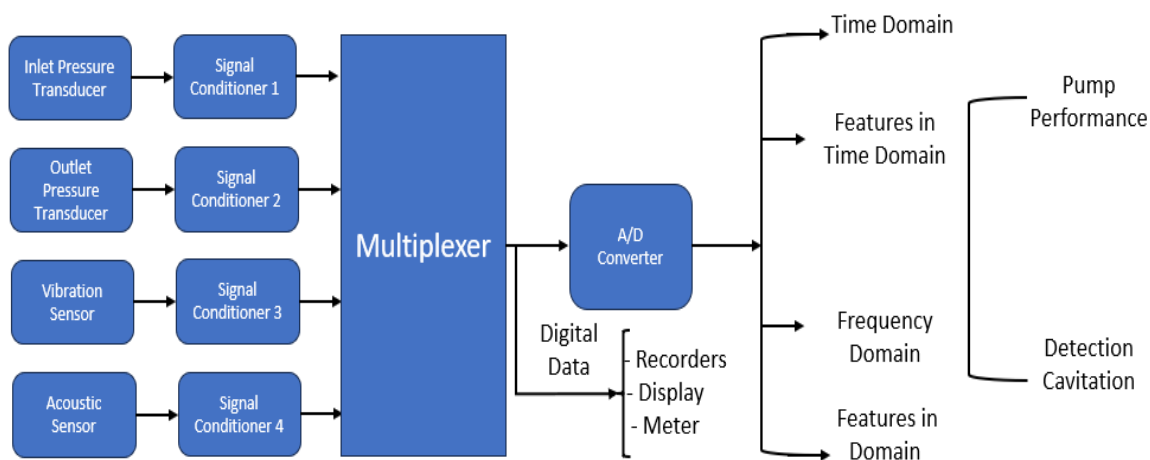 Inlet Pressure
Transducer
Signal
Conditioner 1
Outlet
Pressure
Transducer
Signal
Conditioner 2
Vibration
Sensor
Signal
Conditioner 3
Acoustic
Sensor
Signal
Conditioner 4
Multiplexer
A/D
Converter
Digital
Data
- Recorders
- Display
- Meter
Time Domain
Features in
Time Domain
Frequency
Domain
Features in
Domain
Pump
Performance
Detection
Cavitation